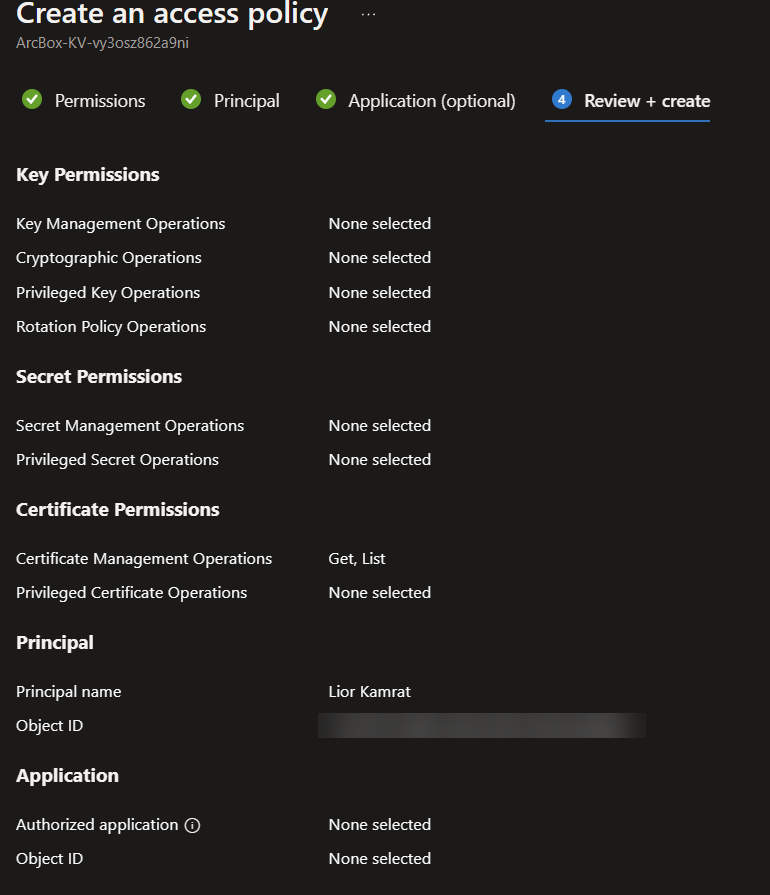 Create an access policy ...
ArcBox-KV-vy3osz862a9ni
Permissions Principal Application (optional) 4 Review + create
Key Permissions
Key Management Operations None selected
Cryptographic Operations None selected
Privileged Key Operations None selected
Rotation Policy Operations None selected
Secret Permissions
Secret Management Operations None selected
Privileged Secret Operations None selected
Certificate Permissions
Certificate Management Operations Get, List
Privileged Certificate Operations None selected
Principal
Principal name Lior Kamrat
Object ID
Application
Authorized application None selected
Object ID None selected